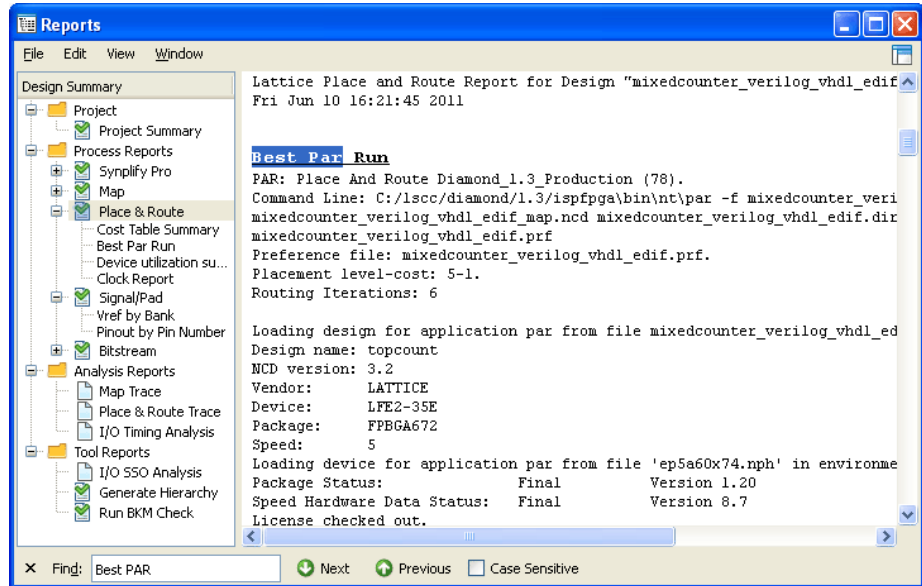 Reports
File Edit View Window
Design Summary
Project
Project Summary
Process Reports
Synplify Pro
Map
Place & Route
Cost Table Summary
Best Par Run
Device utilization su...
Clock Report
Signal/Pad
Vref by Bank
Pinout by Pin Number
Bitstream
Analysis Reports
Map Trace
Place & Route Trace
I/O Timing Analysis
Tool Reports
I/O SSO Analysis
Generate Hierarchy
Run BKM Check
Lattice Place and Route Report for Design "mixedcounter_verilog_vhdl_edif
Fri Jun 10 16:21:45 2011
Best Par Run
PAR: Place And Route Diamond_1.3_Production (78).
Command Line: C:/lscc/diamond/1.3/ispfpga\bin\nt\par -f mixedcounter_veri
mixedcounter_verilog_vhdl_edif_map.ncd mixedcounter_verilog_vhdl_edif.dir
mixedcounter_verilog_vhdl_edif.prf
Preference file: mixedcounter_verilog_vhdl_edif.prf.
Placement level-cost: 5-1.
Routing Iterations: 6
Loading design for application par from file mixedcounter_verilog_vhdl_ed
Design name: topcount
NCD version: 3.2
Vendor: LATTICE
Device: LFE2-35E
Package: FPBGA672
Speed: 5
Loading device for application par from file 'ep5a60x74.nph' in environme
Package Status: Final Version 1.20
Speed Hardware Data Status: Final Version 8.7
License checked out.
Find: Best PAR Next Previous Case Sensitive